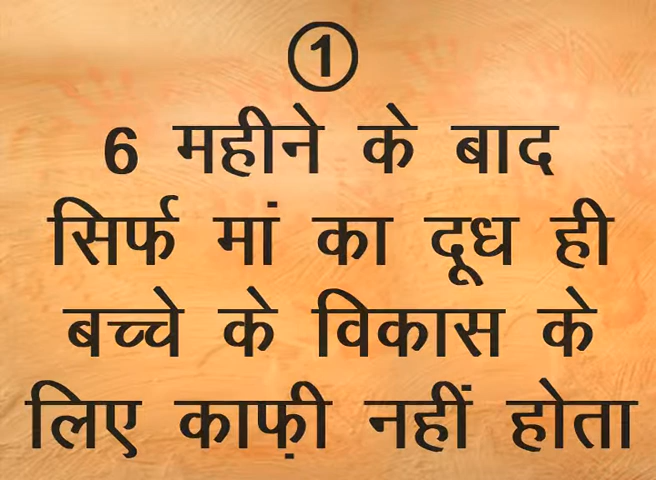 ①
6 महीने के बाद
सिर्फ मां का दूध ही
बच्चे के विकास के
लिए काफ़ी नहीं होता